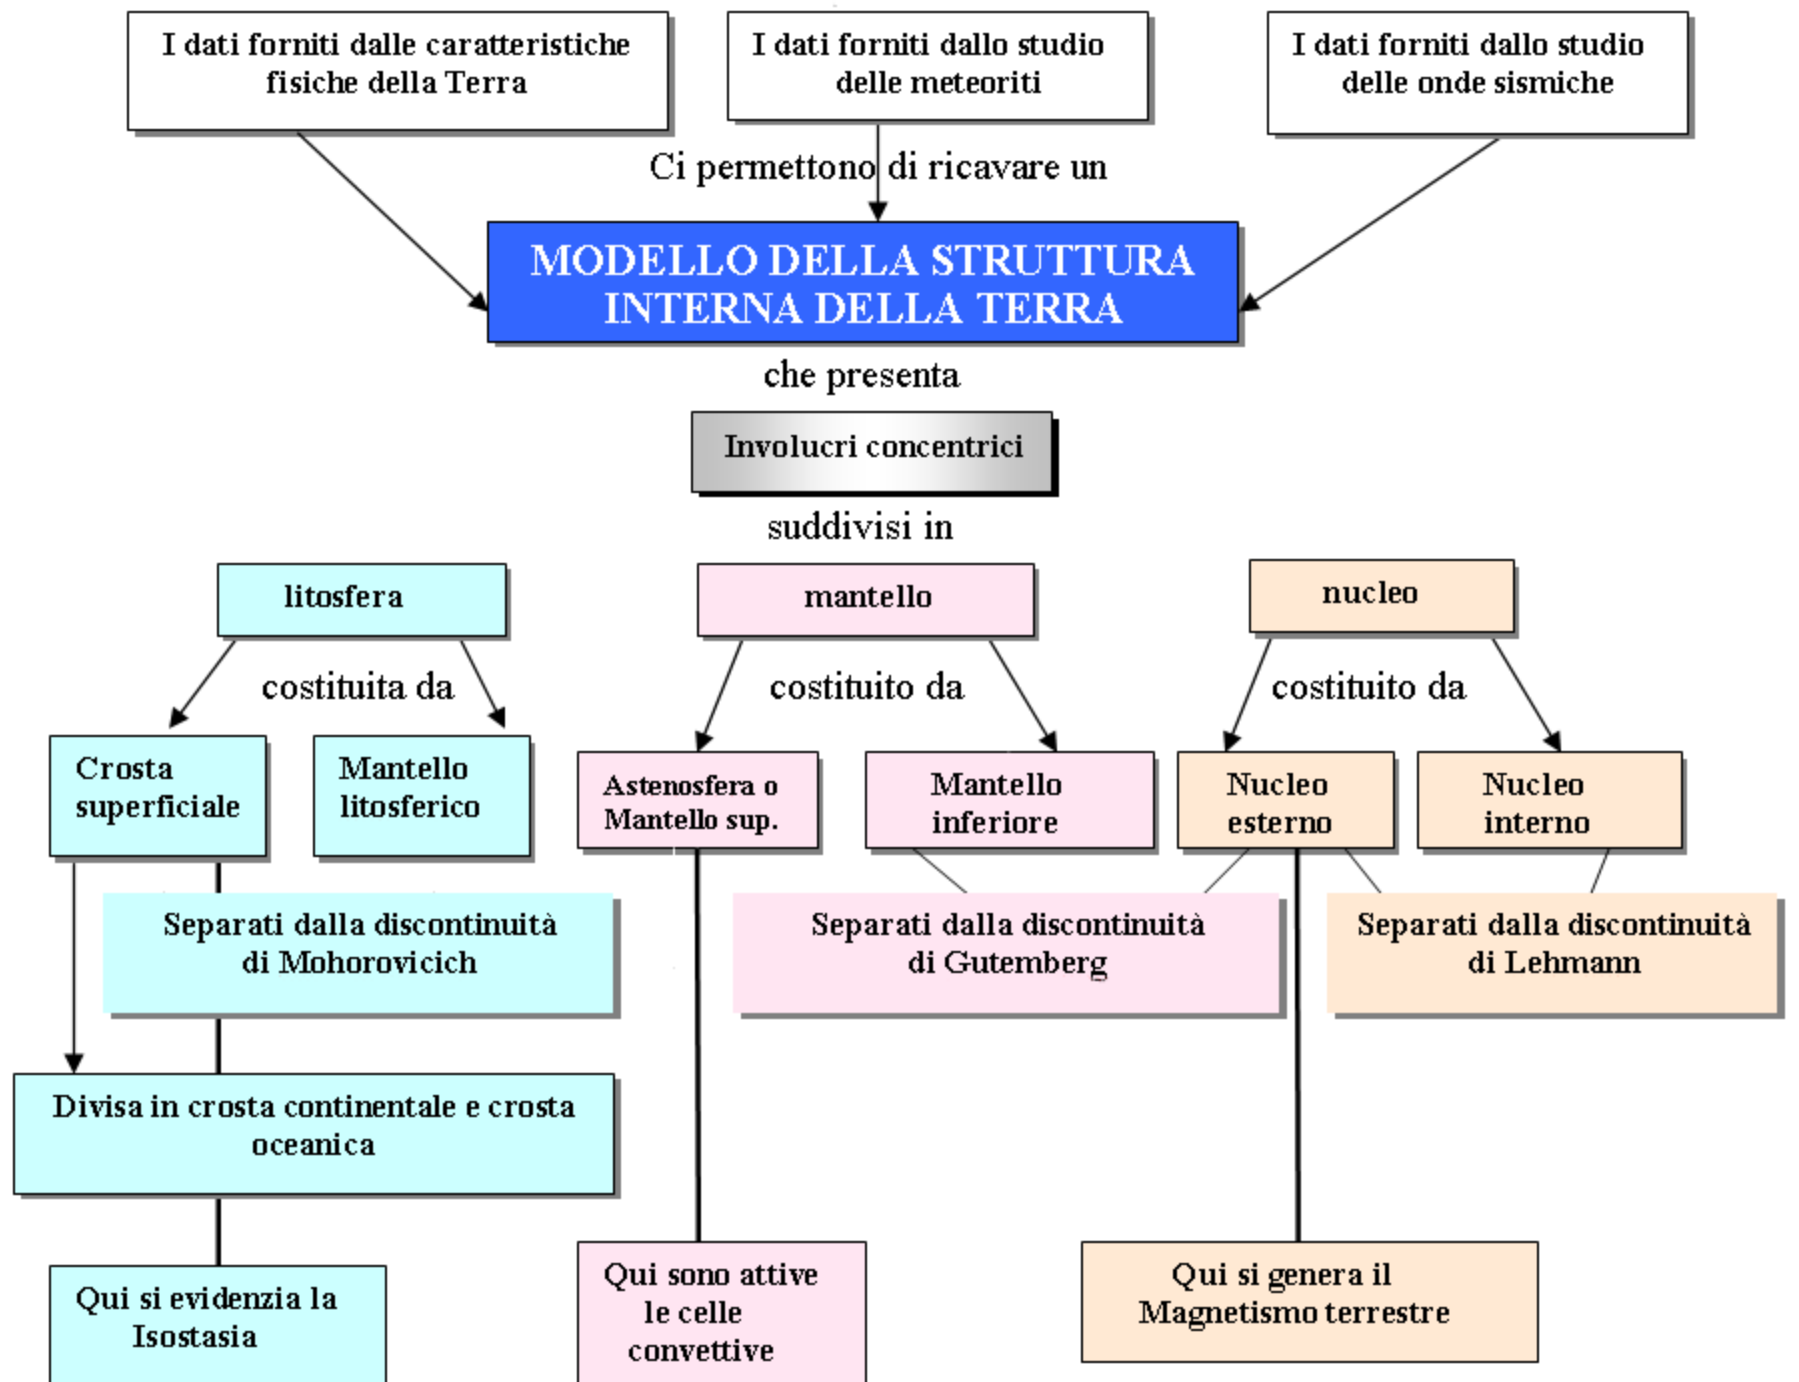 I dati forniti dalle caratteristiche
fisiche della Terra
I dati forniti dallo studio
delle meteoriti
I dati forniti dallo studio
delle onde sismiche
Ci permettono di ricavare un
MODELLO DELLA STRUTTURA
INTERNA DELLA TERRA
che presenta
Involucri concentrici
suddivisi in
litosfera
mantello
nucleo
costituita da
costituito da
costituito da
Crosta
superficiale
Mantello
litosferico
Astenosfera o
Mantello sup.
Mantello
inferiore
Nucleo
esterno
Nucleo
interno
Separati dalla discontinuità
di Mohorovicich
Separati dalla discontinuità
di Gutemberg
Separati dalla discontinuità
di Lehmann
Divisa in crosta continentale e crosta
oceanica
Qui si evidenzia la
Isostasia
Qui sono attive
le celle
convettive
Qui si genera il
Magnetismo terrestre